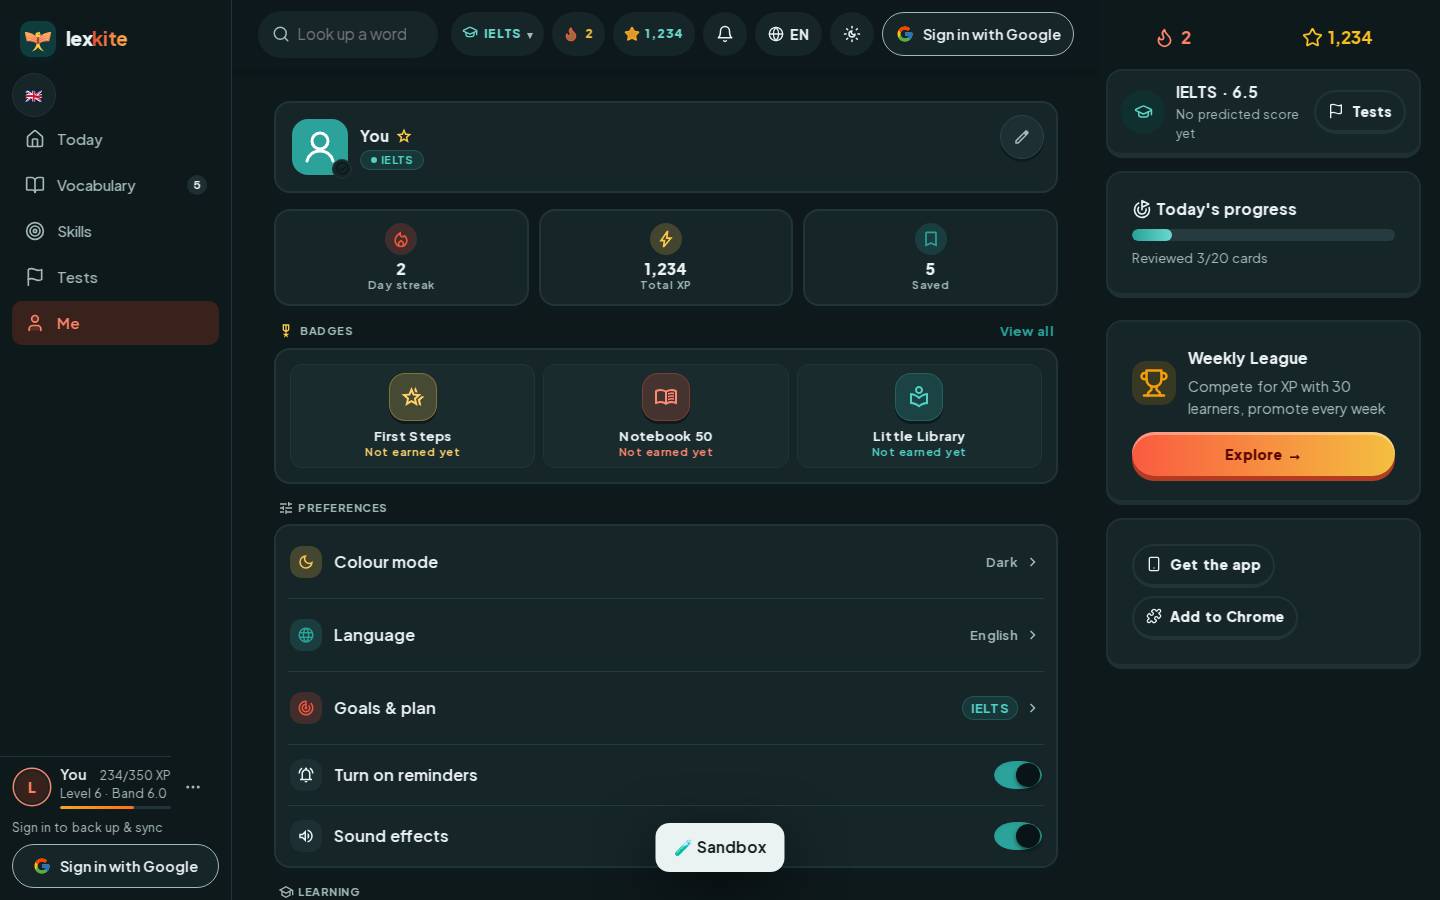 lexkite
Today
Vocabulary 5
Skills
Tests
Me
L
You 234/350 XP
Level 6 · Band 6.0
Sign in to back up & sync
Sign in with Google
Look up a word
IELTS ▾
2
1,234
EN
Sign in with Google
You
IELTS
2
Day streak
1,234
Total XP
5
Saved
BADGES
View all
First Steps
Not earned yet
Notebook 50
Not earned yet
Little Library
Not earned yet
PREFERENCES
Colour mode
Dark
Language
English
Goals & plan
IELTS
Turn on reminders
Sound effects
Sandbox
LEARNING
2
1,234
IELTS · 6.5
No predicted score
yet
Tests
Today's progress
Reviewed 3/20 cards
Weekly League
Compete for XP with 30
learners, promote every week
Explore →
Get the app
Add to Chrome